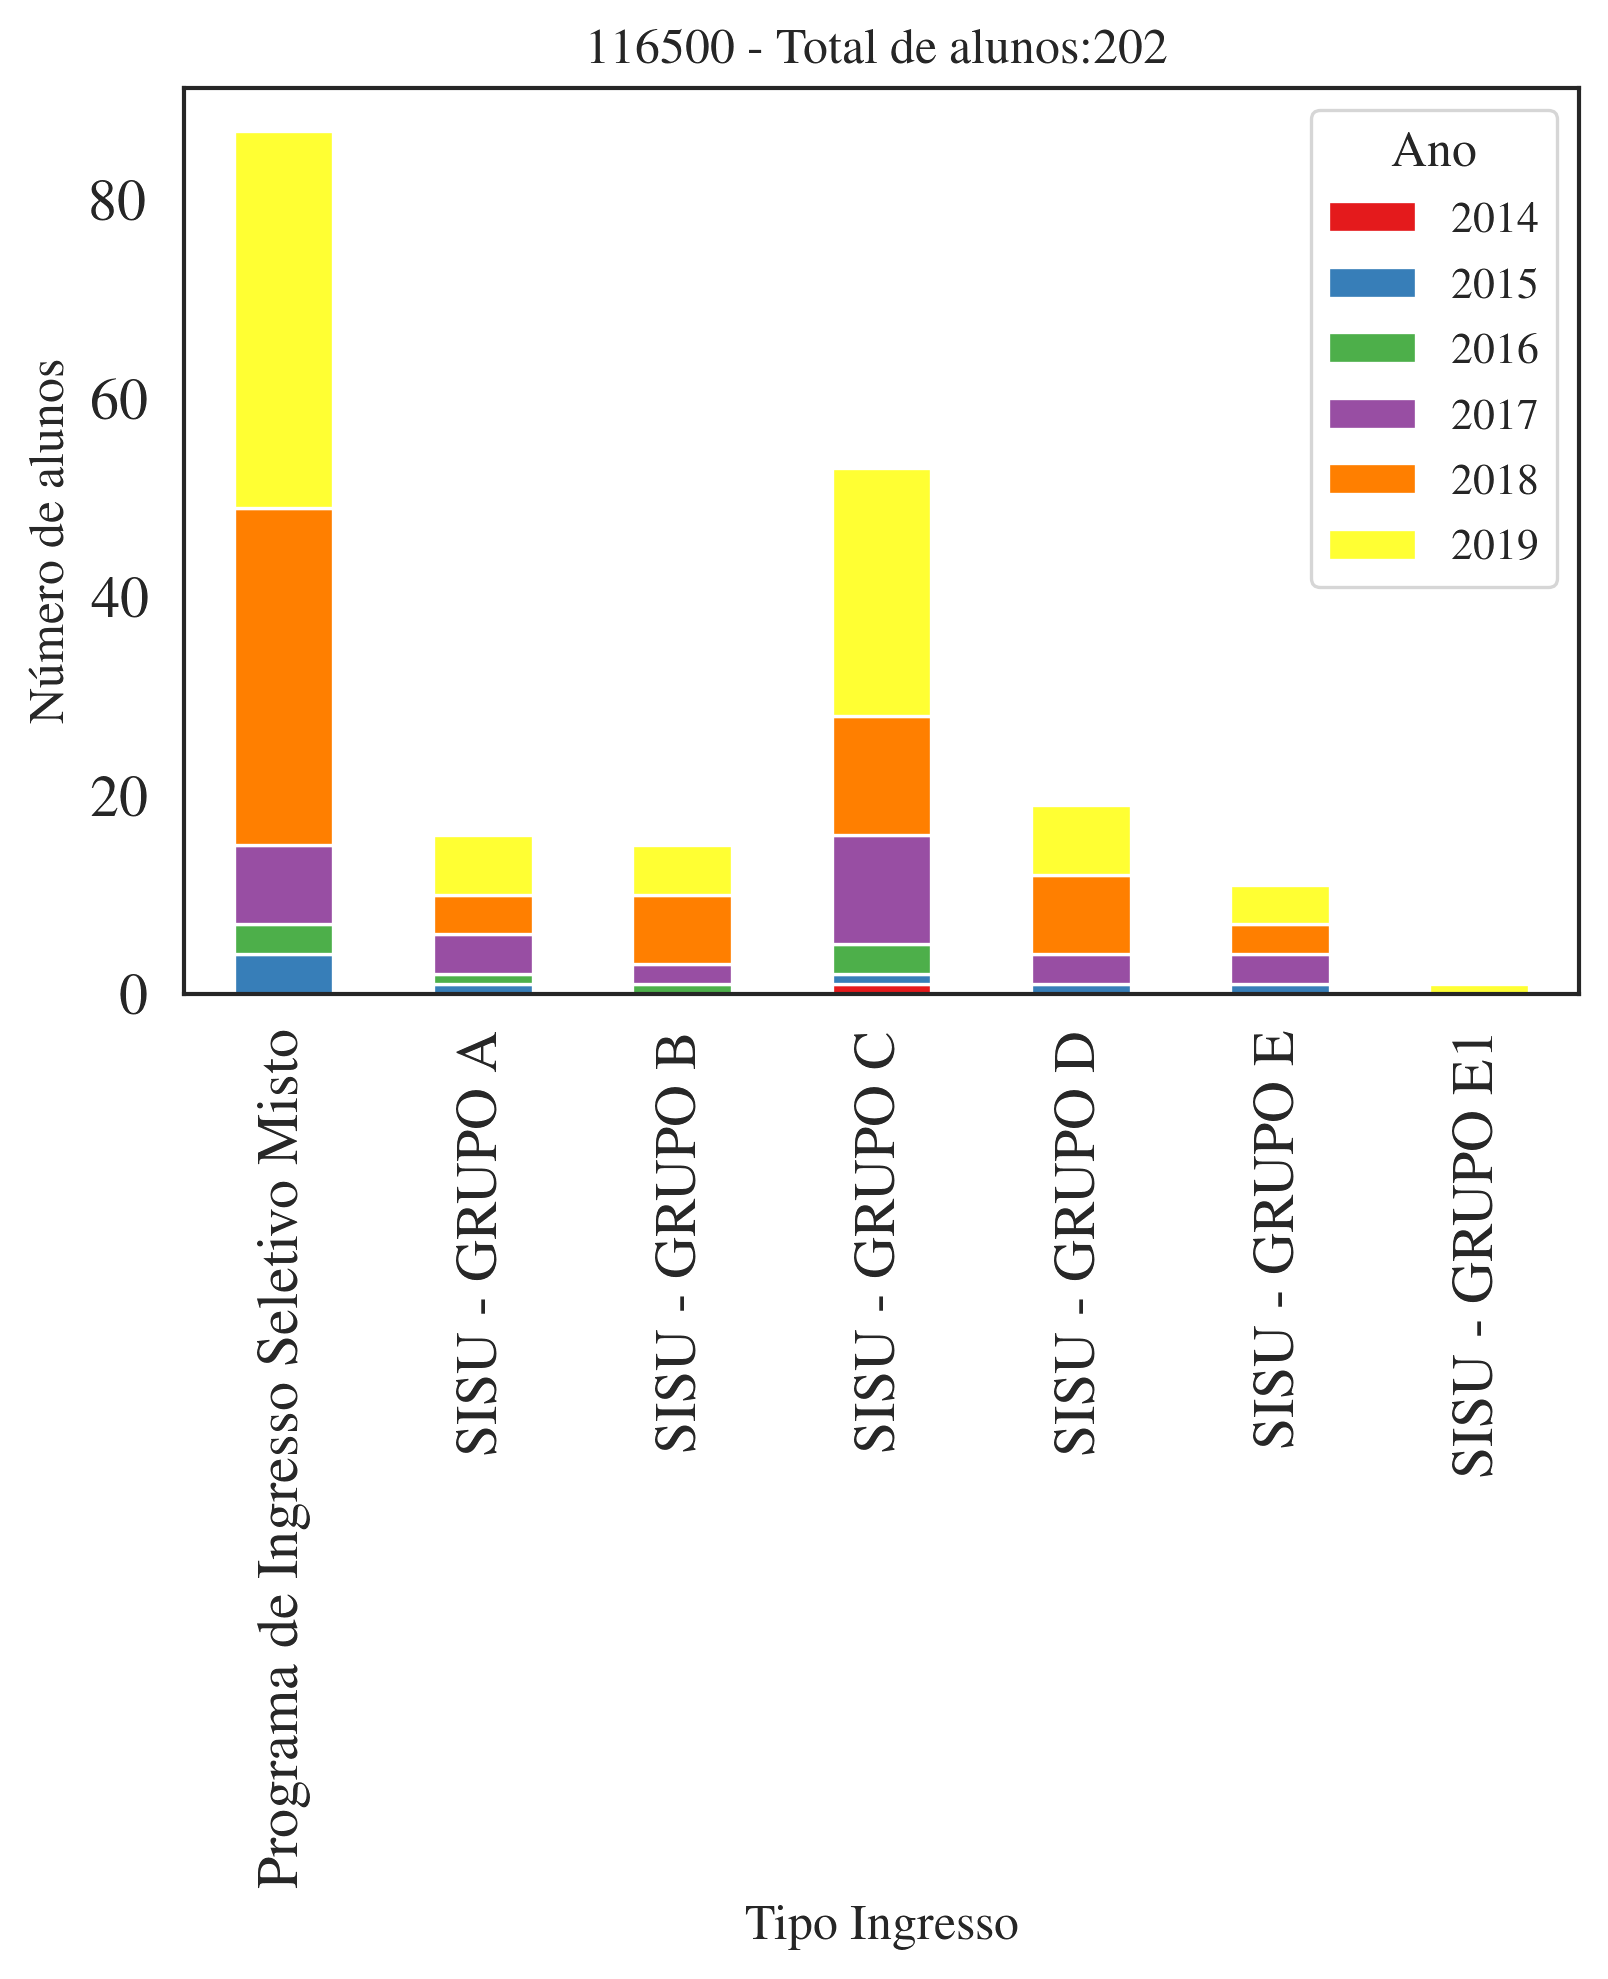 116500 - Total de alunos:202
Número de alunos
80
60
40
20
0
Ano
2014
2015
2016
2017
2018
2019
Programa de Ingresso Seletivo Misto
SISU - GRUPO A
SISU - GRUPO B
SISU - GRUPO C
SISU - GRUPO D
SISU - GRUPO E
SISU - GRUPO E1
Tipo Ingresso